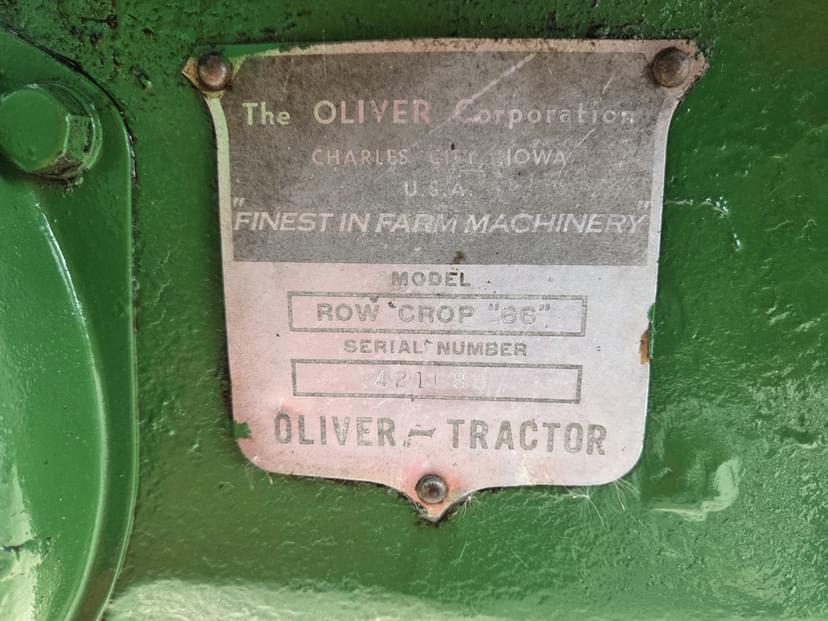 The OLIVER Corporation
CHARLES CITY, IOWA
U.S.A.
"FINEST IN FARM MACHINERY"
MODEL
ROW CROP "66"
SERIAL NUMBER
OLIVER - TRACTOR